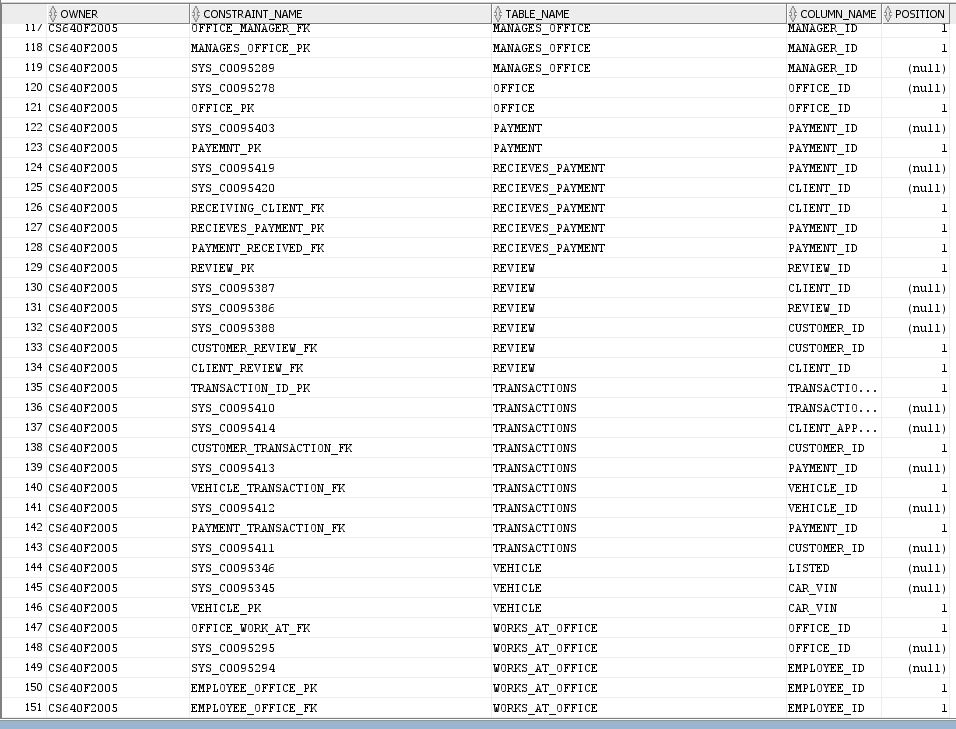 OWNER CONSTRAINT_NAME TABLE_NAME COLUMN_NAME POSITION
117 CS640F2005 OFFICE_MANAGER_FK MANAGES_OFFICE MANAGER_ID 1
118 CS640F2005 MANAGES_OFFICE_PK MANAGES_OFFICE MANAGER_ID 1
119 CS640F2005 SYS_C0095289 MANAGES_OFFICE MANAGER_ID (null)
120 CS640F2005 SYS_C0095278 OFFICE OFFICE_ID (null)
121 CS640F2005 OFFICE_PK OFFICE OFFICE_ID 1
122 CS640F2005 SYS_C0095403 PAYMENT PAYMENT_ID (null)
123 CS640F2005 PAYEMNT_PK PAYMENT PAYMENT_ID 1
124 CS640F2005 SYS_C0095419 RECIEVES_PAYMENT PAYMENT_ID (null)
125 CS640F2005 SYS_C0095420 RECIEVES_PAYMENT CLIENT_ID (null)
126 CS640F2005 RECEIVING_CLIENT_FK RECIEVES_PAYMENT CLIENT_ID 1
127 CS640F2005 RECIEVES_PAYMENT_PK RECIEVES_PAYMENT PAYMENT_ID 1
128 CS640F2005 PAYMENT_RECEIVED_FK RECIEVES_PAYMENT PAYMENT_ID 1
129 CS640F2005 REVIEW_PK REVIEW REVIEW_ID 1
130 CS640F2005 SYS_C0095387 REVIEW CLIENT_ID (null)
131 CS640F2005 SYS_C0095386 REVIEW REVIEW_ID (null)
132 CS640F2005 SYS_C0095388 REVIEW CUSTOMER_ID (null)
133 CS640F2005 CUSTOMER_REVIEW_FK REVIEW CUSTOMER_ID 1
134 CS640F2005 CLIENT_REVIEW_FK REVIEW CLIENT_ID 1
135 CS640F2005 TRANSACTION_ID_PK TRANSACTIONS TRANSACTIO... 1
136 CS640F2005 SYS_C0095410 TRANSACTIONS TRANSACTIO... (null)
137 CS640F2005 SYS_C0095414 TRANSACTIONS CLIENT_APP... (null)
138 CS640F2005 CUSTOMER_TRANSACTION_FK TRANSACTIONS CUSTOMER_ID 1
139 CS640F2005 SYS_C0095413 TRANSACTIONS PAYMENT_ID (null)
140 CS640F2005 VEHICLE_TRANSACTION_FK TRANSACTIONS VEHICLE_ID 1
141 CS640F2005 SYS_C0095412 TRANSACTIONS VEHICLE_ID (null)
142 CS640F2005 PAYMENT_TRANSACTION_FK TRANSACTIONS PAYMENT_ID 1
143 CS640F2005 SYS_C0095411 TRANSACTIONS CUSTOMER_ID (null)
144 CS640F2005 SYS_C0095346 VEHICLE LISTED (null)
145 CS640F2005 SYS_C0095345 VEHICLE CAR_VIN (null)
146 CS640F2005 VEHICLE_PK VEHICLE CAR_VIN 1
147 CS640F2005 OFFICE_WORK_AT_FK WORKS_AT_OFFICE OFFICE_ID 1
148 CS640F2005 SYS_C0095295 WORKS_AT_OFFICE OFFICE_ID (null)
149 CS640F2005 SYS_C0095294 WORKS_AT_OFFICE EMPLOYEE_ID (null)
150 CS640F2005 EMPLOYEE_OFFICE_PK WORKS_AT_OFFICE EMPLOYEE_ID 1
151 CS640F2005 EMPLOYEE_OFFICE_FK WORKS_AT_OFFICE EMPLOYEE_ID 1